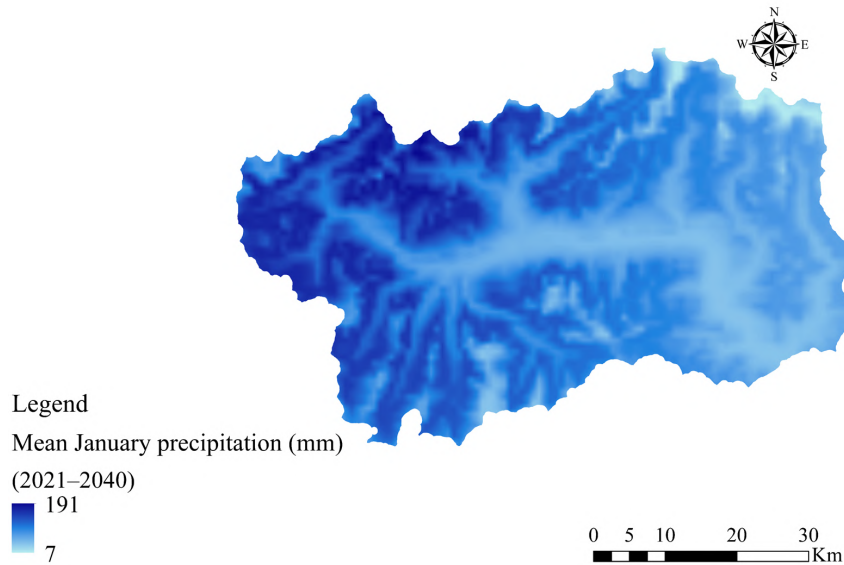 N
W E
S
Legend
Mean January precipitation (mm)
(2021–2040)
191
7
0 5 10 20 30
Km